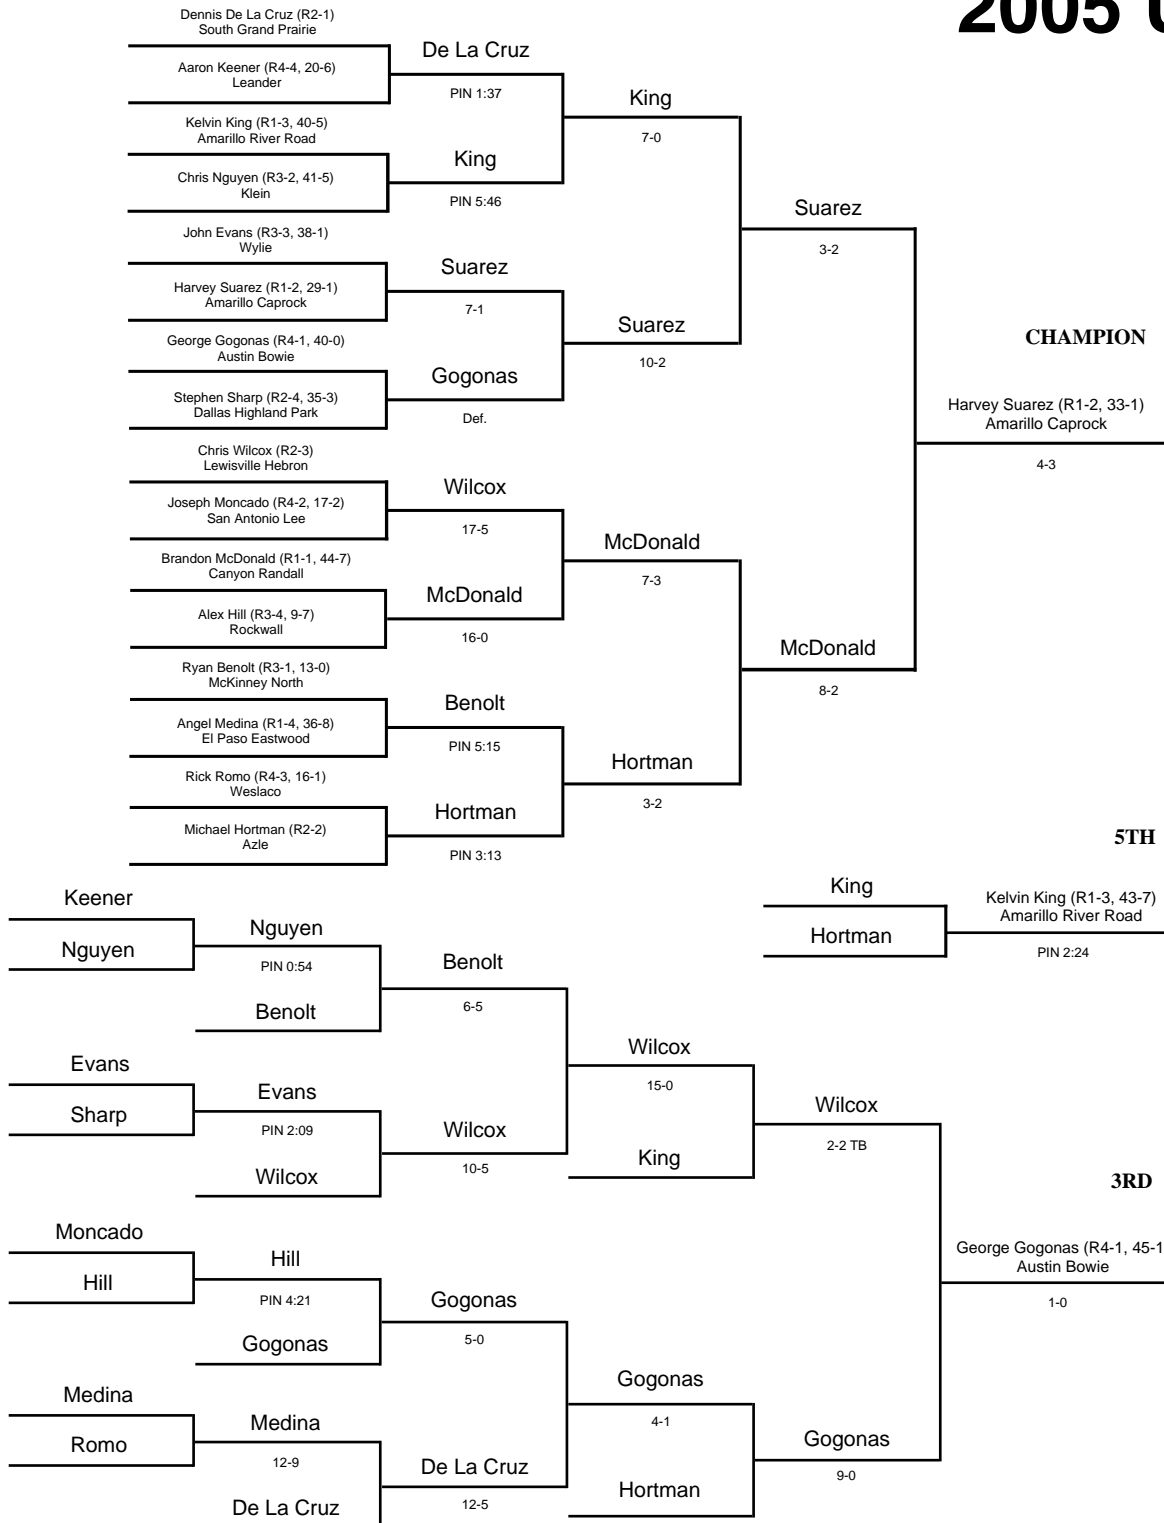 2005 U
Dennis De La Cruz (R2-1)
South Grand Prairie
Aaron Keener (R4-4, 20-6)
Leander
Kelvin King (R1-3, 40-5)
Amarillo River Road
Chris Nguyen (R3-2, 41-5)
Klein
John Evans (R3-3, 38-1)
Wylie
Harvey Suarez (R1-2, 29-1)
Amarillo Caprock
George Gogonas (R4-1, 40-0)
Austin Bowie
Stephen Sharp (R2-4, 35-3)
Dallas Highland Park
Chris Wilcox (R2-3)
Lewisville Hebron
Joseph Moncado (R4-2, 17-2)
San Antonio Lee
Brandon McDonald (R1-1, 44-7)
Canyon Randall
Alex Hill (R3-4, 9-7)
Rockwall
Ryan Benolt (R3-1, 13-0)
McKinney North
Angel Medina (R1-4, 36-8)
El Paso Eastwood
Rick Romo (R4-3, 16-1)
Weslaco
Michael Hortman (R2-2)
Azle
De La Cruz
PIN 1:37
King
PIN 5:46
Suarez
7-1
Gogonas
Def.
Wilcox
17-5
McDonald
16-0
Benolt
PIN 5:15
Hortman
PIN 3:13
King
7-0
Suarez
10-2
McDonald
7-3
Hortman
3-2
Suarez
3-2
McDonald
8-2
CHAMPION
Harvey Suarez (R1-2, 33-1)
Amarillo Caprock
4-3
5TH
King
Hortman
Kelvin King (R1-3, 43-7)
Amarillo River Road
PIN 2:24
Keener
Nguyen
Evans
Sharp
Moncado
Hill
Medina
Romo
Nguyen
PIN 0:54
Benolt
Evans
PIN 2:09
Wilcox
Hill
PIN 4:21
Gogonas
Medina
12-9
De La Cruz
Benolt
6-5
Wilcox
10-5
Gogonas
5-0
De La Cruz
12-5
Wilcox
15-0
King
Gogonas
4-1
Hortman
Wilcox
2-2 TB
Gogonas
9-0
3RD
George Gogonas (R4-1, 45-1
Austin Bowie
1-0